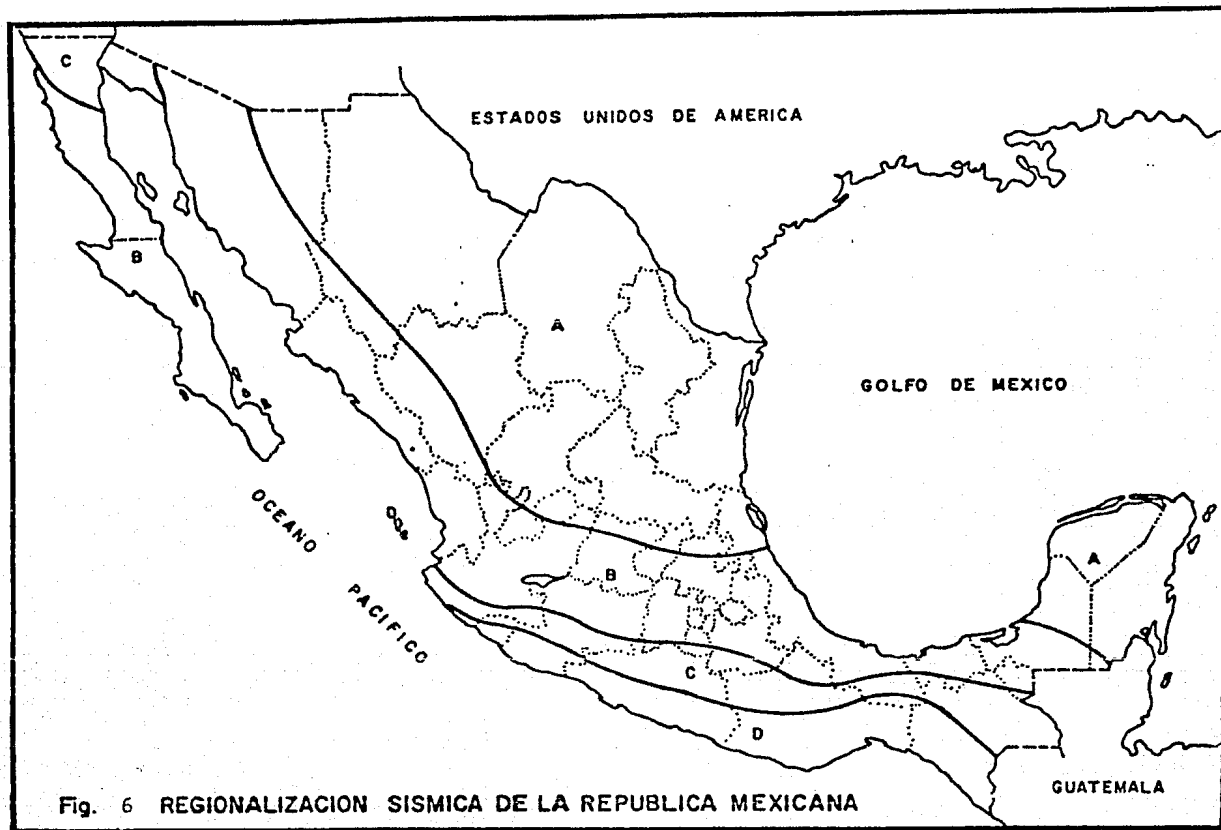 C
ESTADOS UNIDOS DE AMERICA
B
A
GOLFO DE MEXICO
OCEANO
PACIFICO
A
B
C
D
GUATEMALA
Fig. 6 REGIONALIZACION SISMICA DE LA REPUBLICA MEXICANA